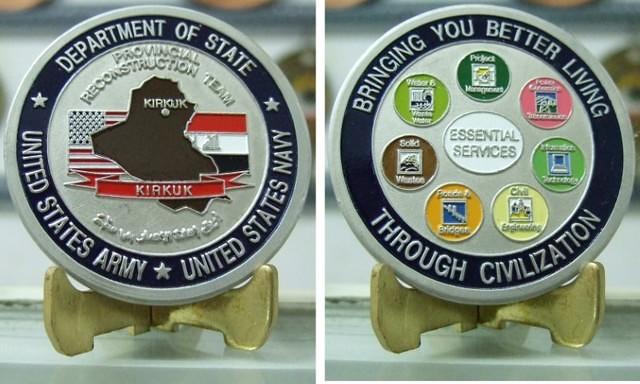 DEPARTMENT OF STATE
PROVINCIAL
RECONSTRUCTION TEAM
KIRKUK
KIRKUK
UNITED STATES ARMY ★ UNITED STATES NAVY
BRINGING YOU BETTER LIVING
Project
Management
Water &
Waste
Water
Solid
Wastes
Roads &
Bridges
Civil
Engineering
Information
Technology
ESSENTIAL
SERVICES
THROUGH CIVILIZATION